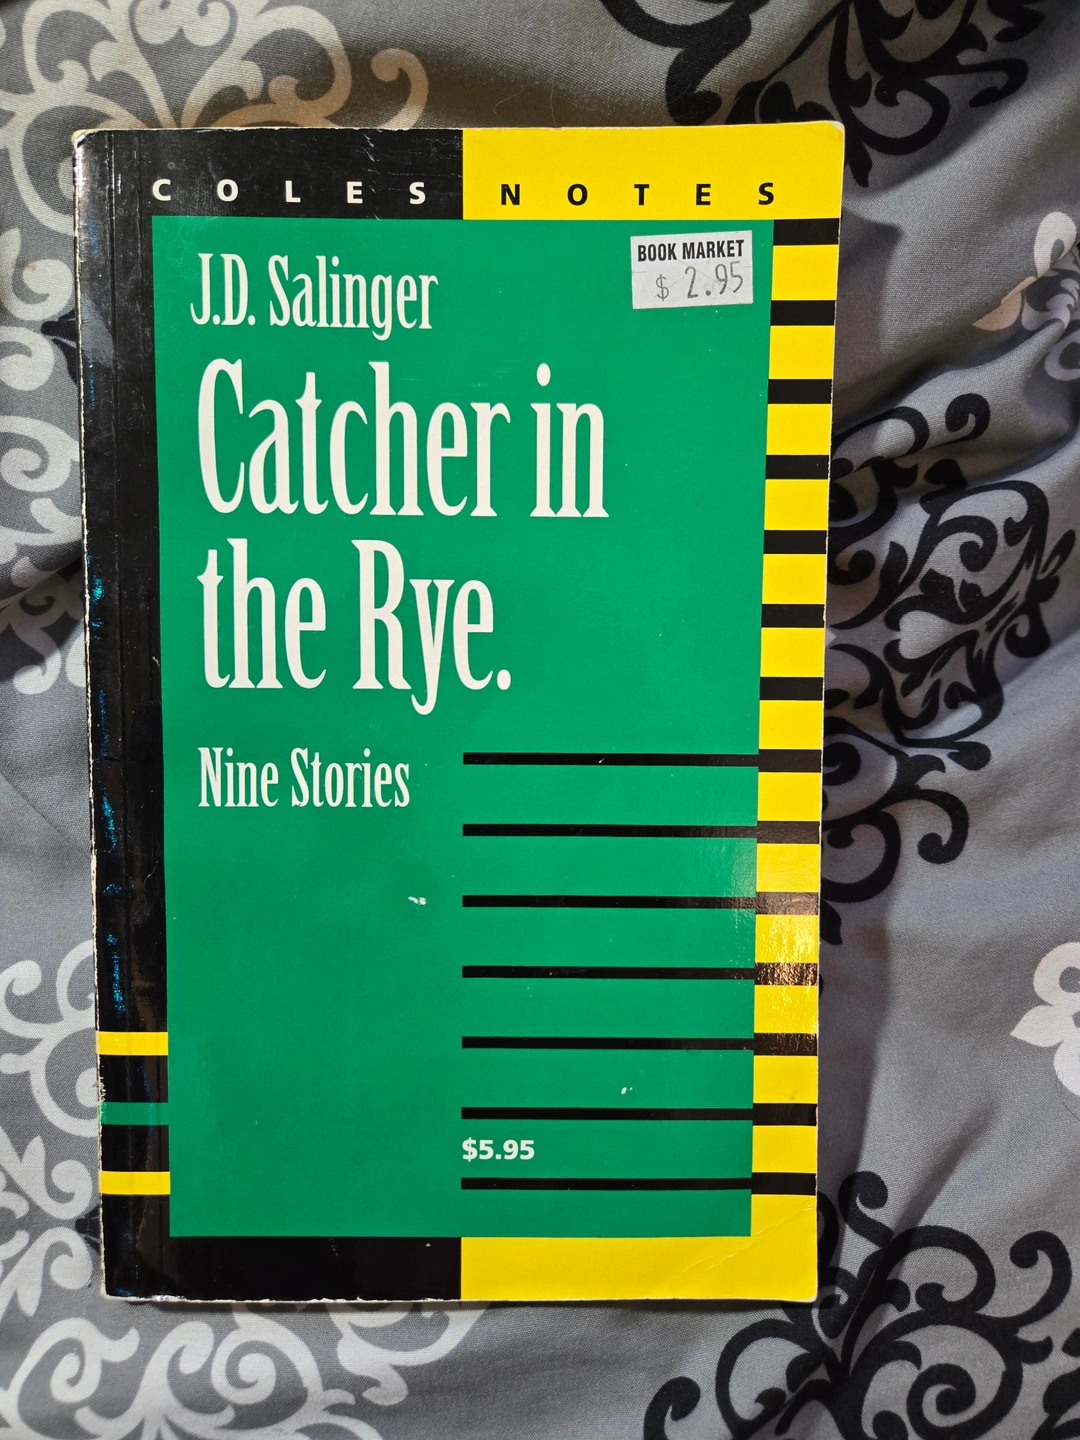 COLES NOTES
BOOK MARKET
$ 2.95
J.D. Salinger
Catcher in
the Rye.
Nine Stories
$5.95